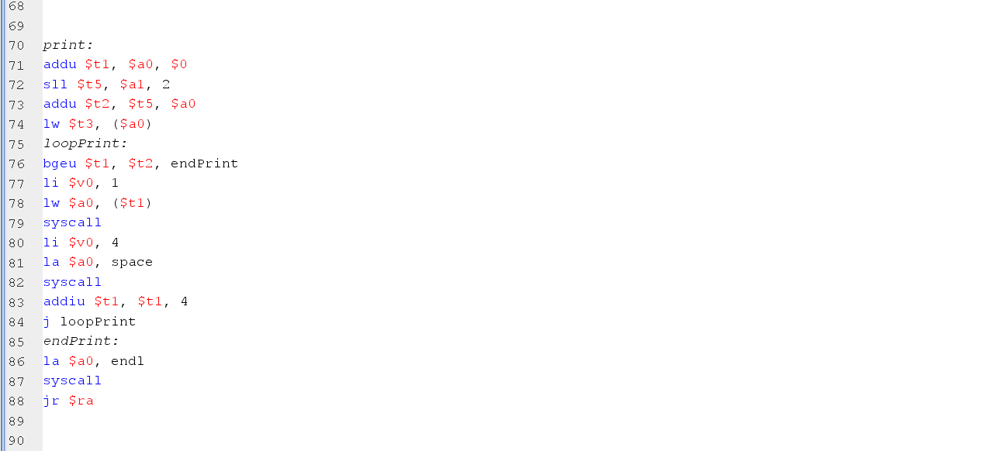 68
69
70 print:
71 addu $t1, $a0, $0
72 sll $t5, $a1, 2
73 addu $t2, $t5, $a0
74 lw $t3, ($a0)
75 loopPrint:
76 bgeu $t1, $t2, endPrint
77 li $v0, 1
78 lw $a0, ($t1)
79 syscall
80 li $v0, 4
81 la $a0, space
82 syscall
83 addiu $t1, $t1, 4
84 j loopPrint
85 endPrint:
86 la $a0, endl
87 syscall
88 jr $ra
89
90